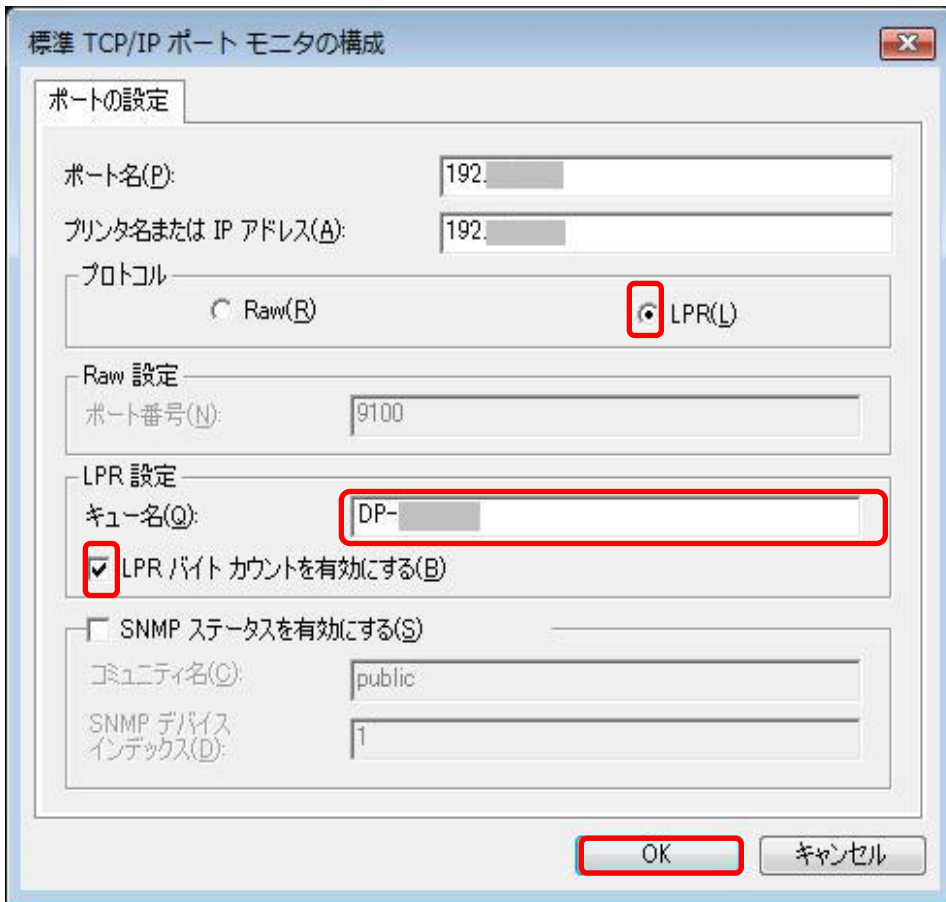 標準 TCP/IP ポート モニタの構成
ポートの設定
ポート名(P): 192.
プリンタ名または IP アドレス(A): 192.
プロトコル
Raw(R) LPR(L)
Raw 設定
ポート番号(N): 9100
LPR 設定
キュー名(Q): DP-
LPR バイト カウントを有効にする(B)
SNMP ステータスを有効にする(S)
コミュニティ名(C): public
SNMP デバイス
インデックス(D): 1
OK キャンセル